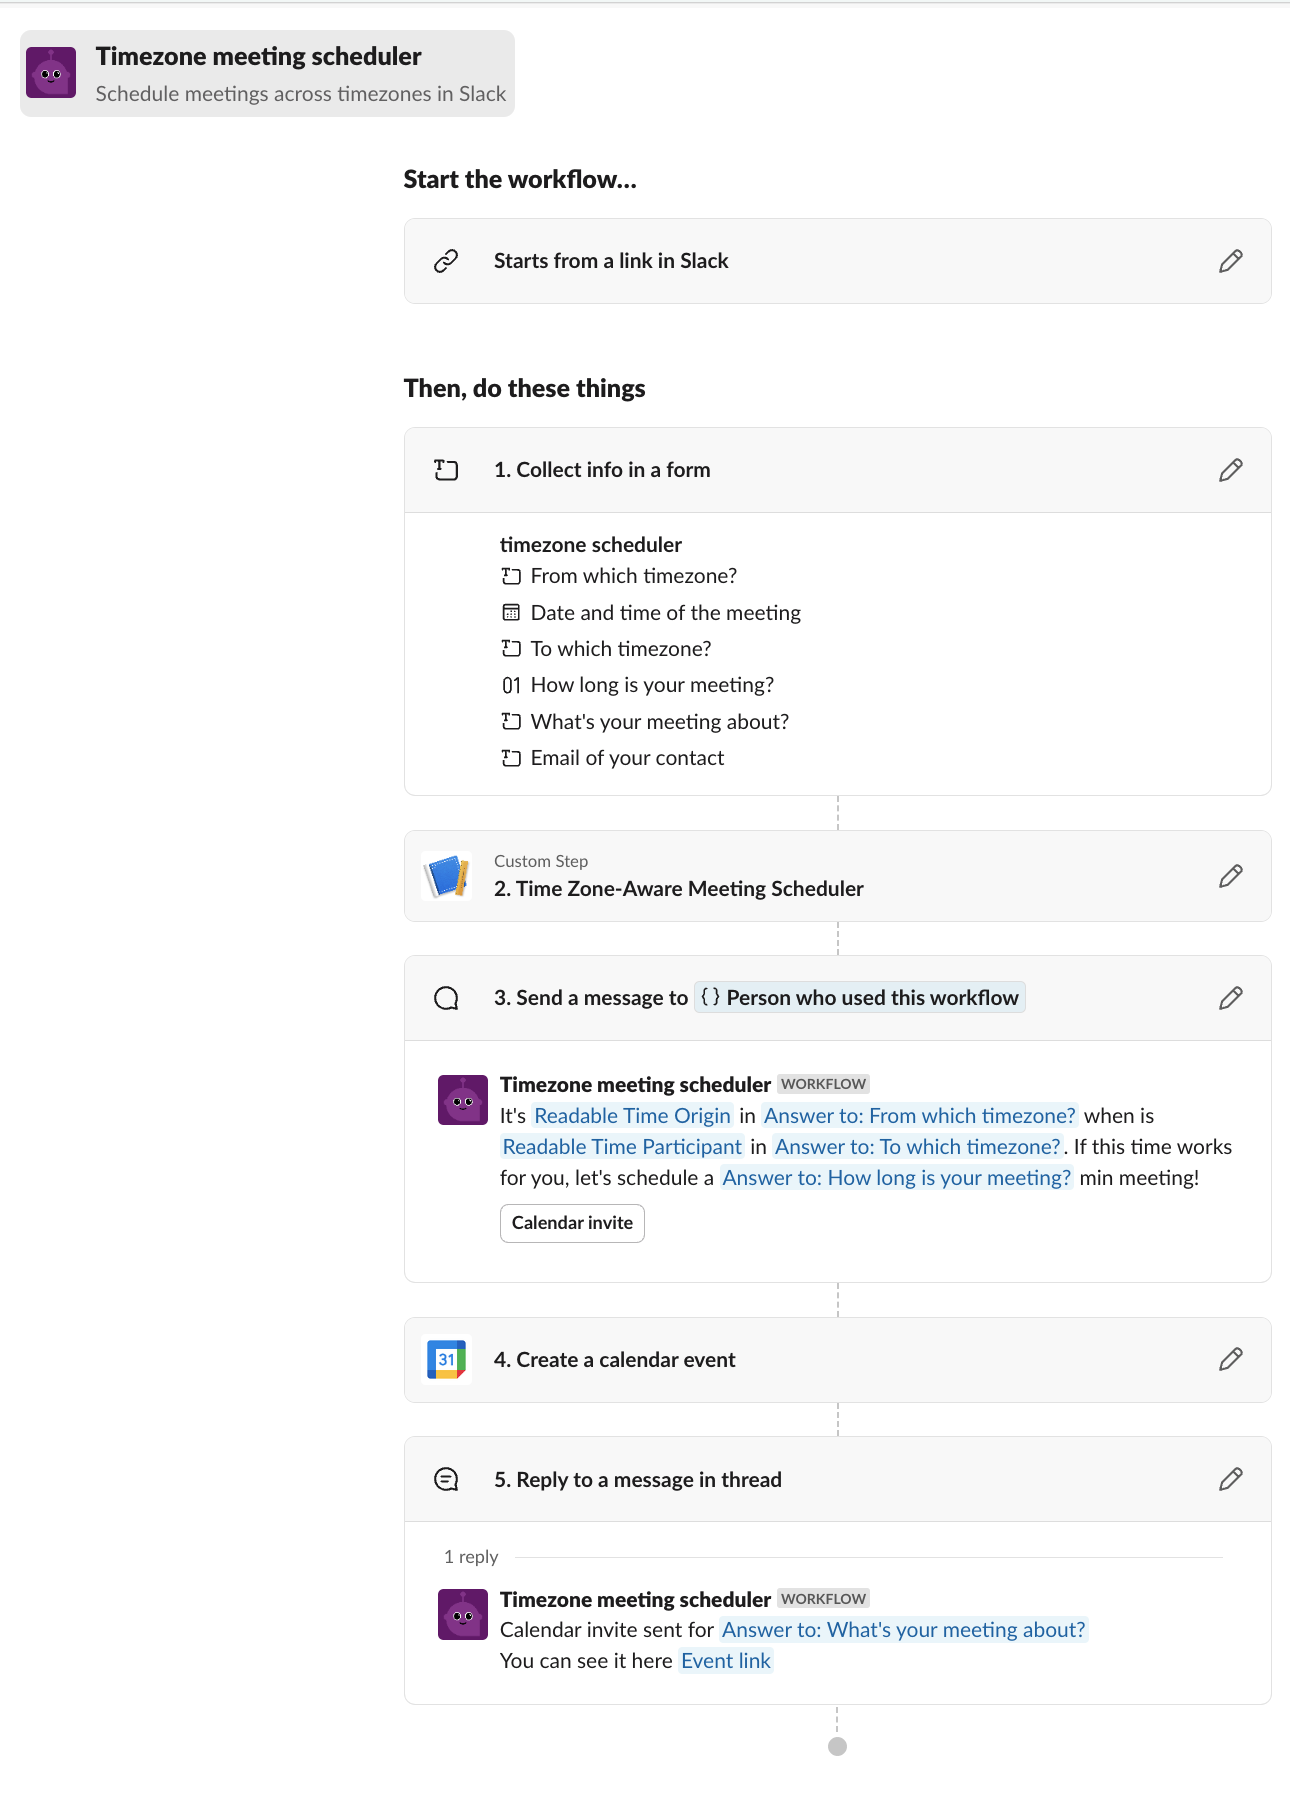 Timezone meeting scheduler
Schedule meetings across timezones in Slack
Start the workflow...
Starts from a link in Slack
Then, do these things
1. Collect info in a form
timezone scheduler
From which timezone?
Date and time of the meeting
To which timezone?
01 How long is your meeting?
What's your meeting about?
Email of your contact
Custom Step
2. Time Zone-Aware Meeting Scheduler
3. Send a message to {} Person who used this workflow
Timezone meeting scheduler WORKFLOW
It's Readable Time Origin in Answer to: From which timezone? when is
Readable Time Participant in Answer to: To which timezone?. If this time works
for you, let's schedule a Answer to: How long is your meeting? min meeting!
Calendar invite
31
4. Create a calendar event
5. Reply to a message in thread
1 reply
Timezone meeting scheduler WORKFLOW
Calendar invite sent for Answer to: What's your meeting about?
You can see it here Event link